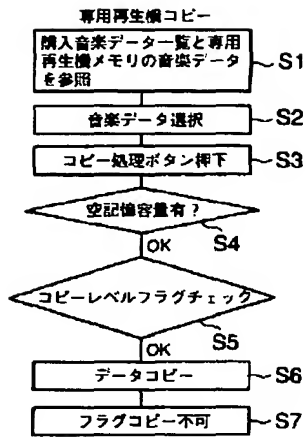 専用再生機コピー
購入音楽データ一覧と専用
再生機メモリの音楽データ
を参照
S1
音楽データ選択
S2
コピー処理ボタン押下
S3
空記憶容量有?
S4
OK
コピーレベルフラグチェック
S5
OK
データコピー
S6
フラグコピー不可
S7